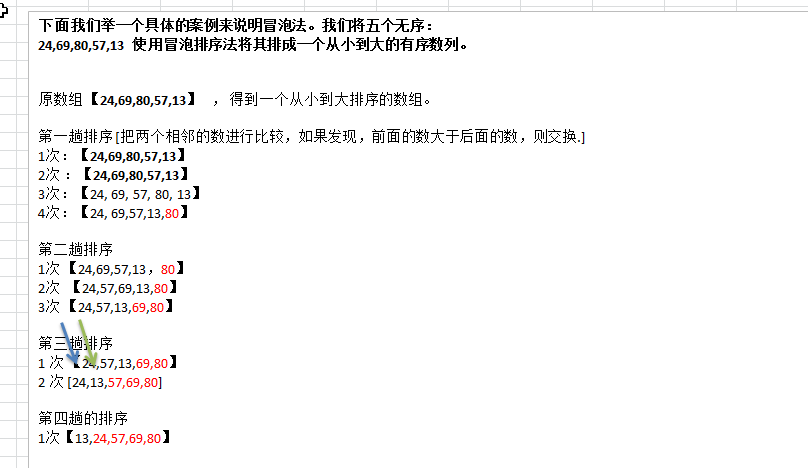 下面我们举一个具体的案例来说明冒泡法。我们将五个无序：
24,69,80,57,13 使用冒泡排序法将其排成一个从小到大的有序数列。
原数组【24,69,80,57,13】 ，得到一个从小到大排序的数组。
第一趟排序[把两个相邻的数进行比较，如果发现，前面的数大于后面的数，则交换.]
1次：【24,69,80,57,13】
2次 ：【24,69,80,57,13】
3次 ：【24, 69, 57, 80, 13】
4次：【24, 69,57,13,80】
第二趟排序
1次 【24,69,57,13，80】
2次 【24,57,69,13,80】
3次 【24,57,13,69,80】
第三趟排序
1 次 【24,57,13,69,80】
2 次 [24,13,57,69,80]
第四趟的排序
1次【13,24,57,69,80】